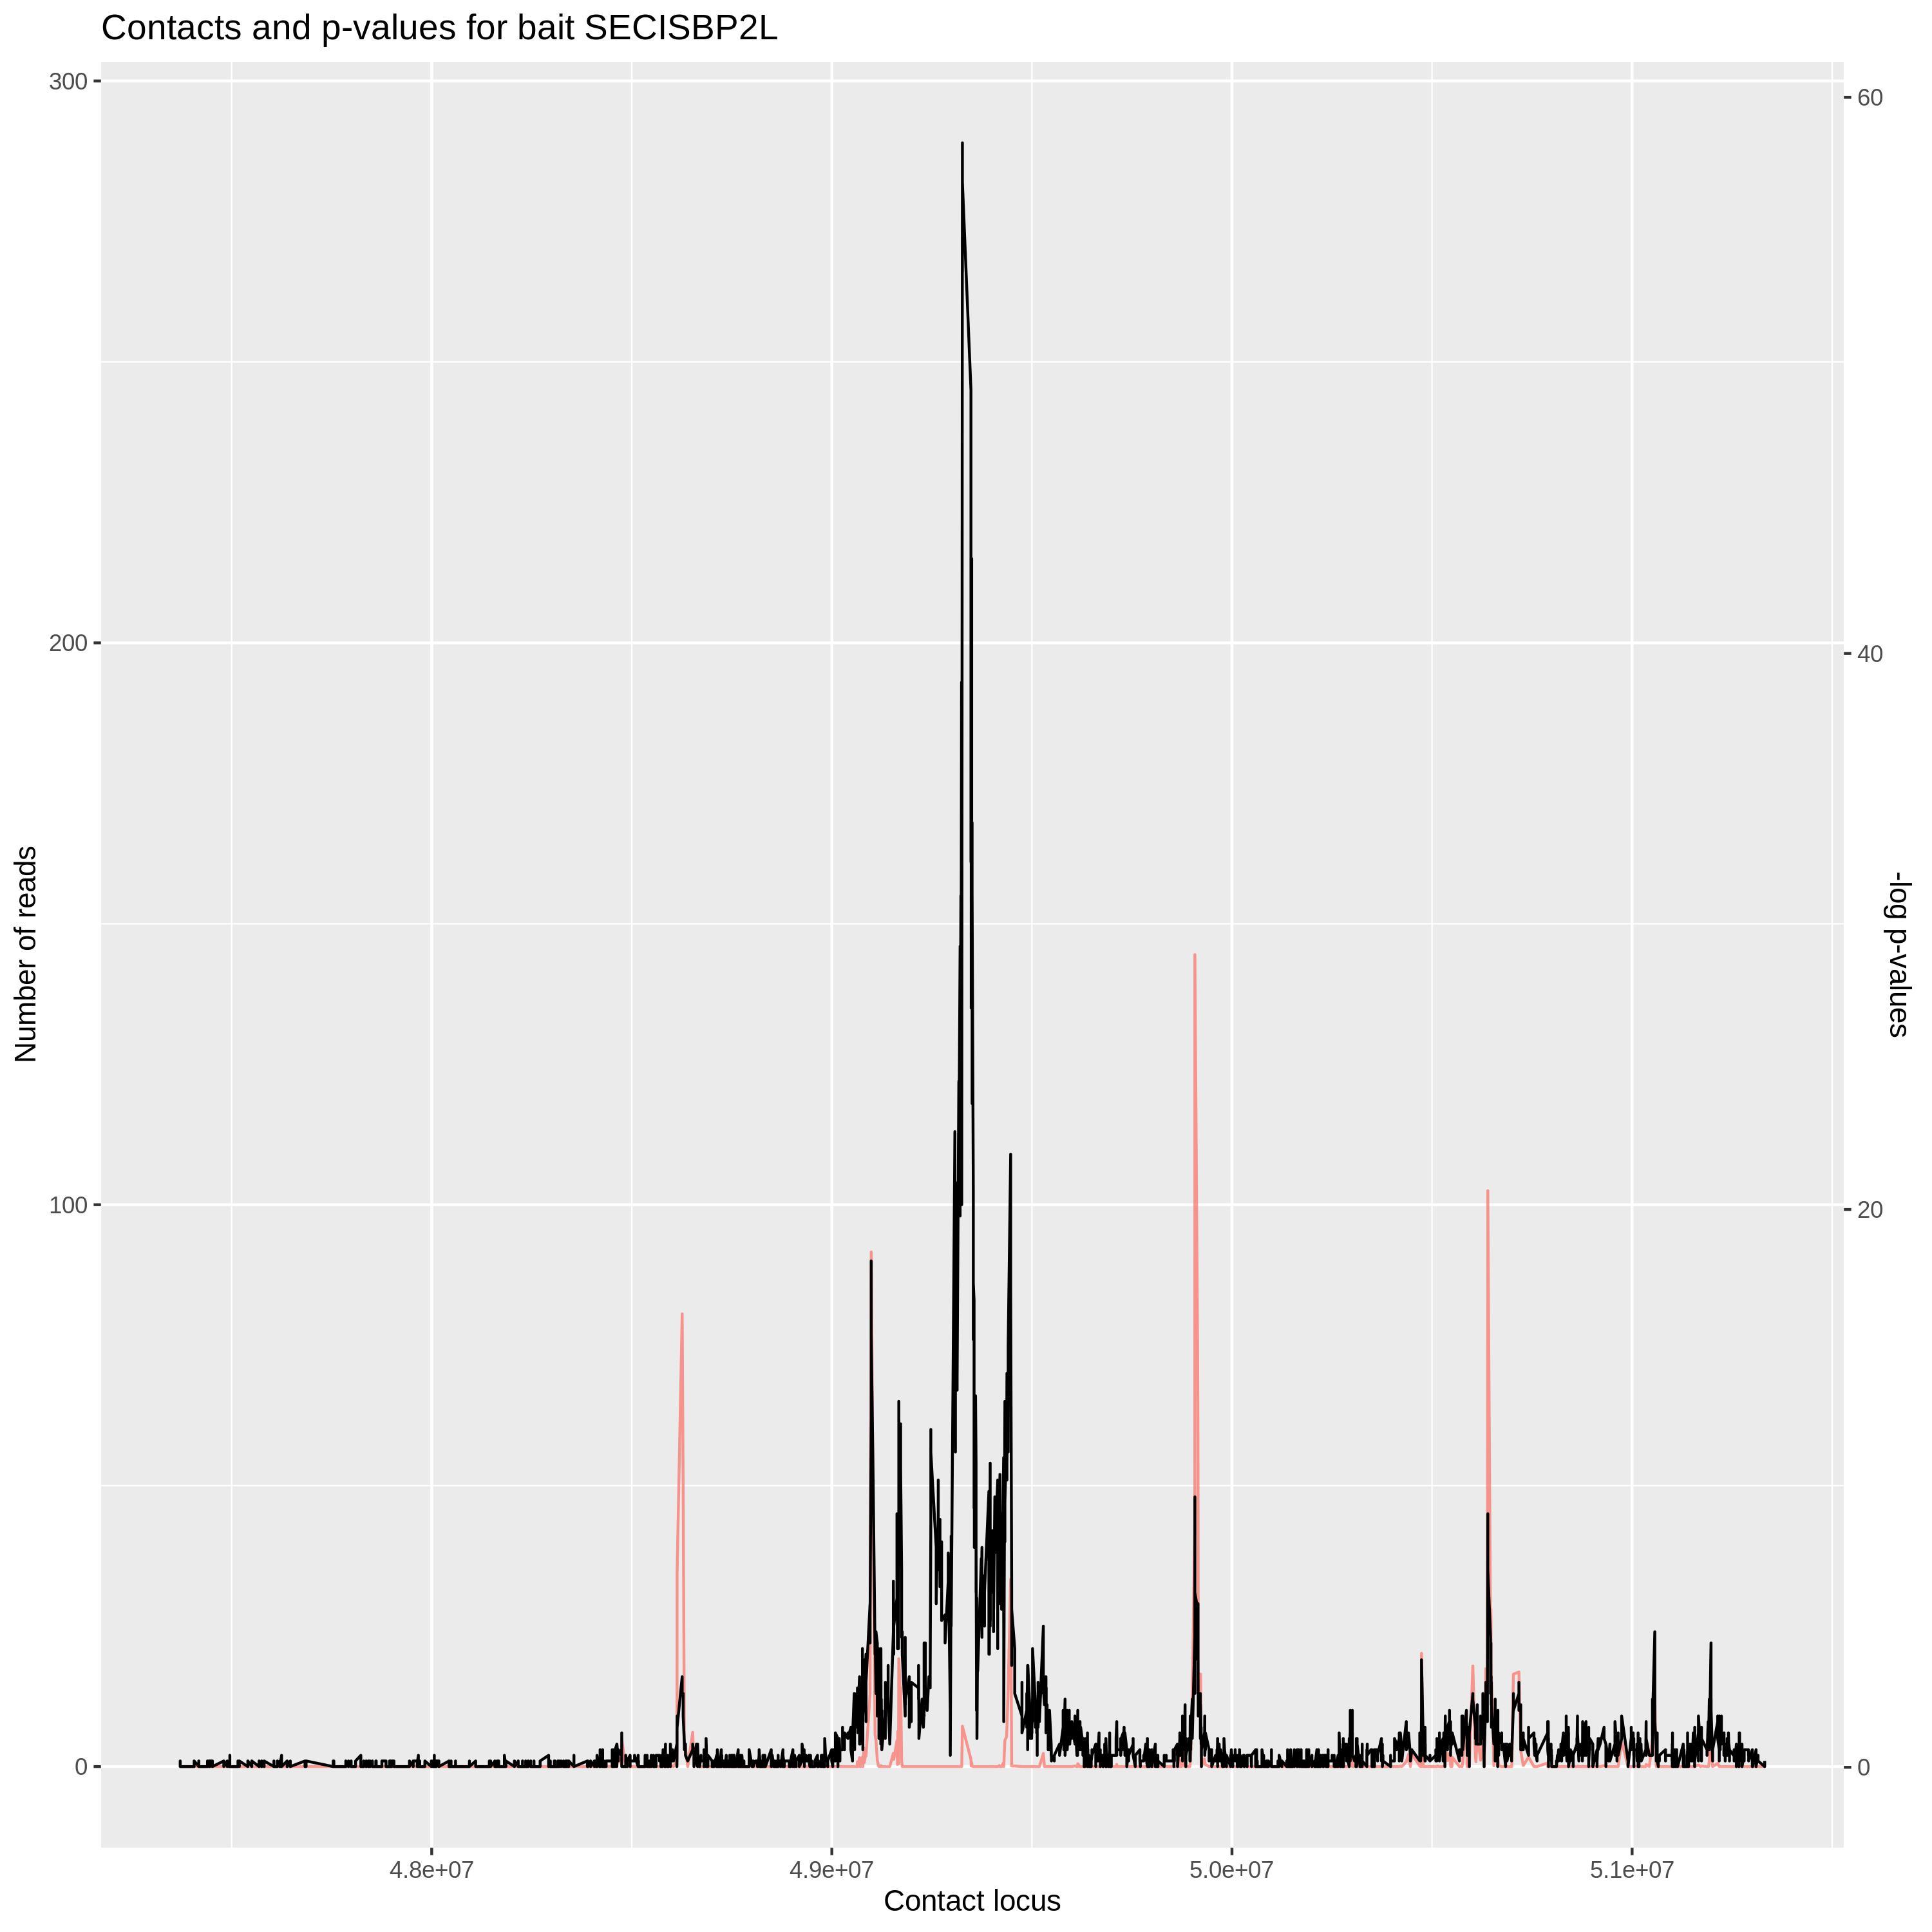 Contacts and p-values for bait SECISBP2L
300
200
100
0
Number of reads
60
40
20
0
-log p-values
4.8e+07
4.9e+07
5.0e+07
5.1e+07
Contact locus